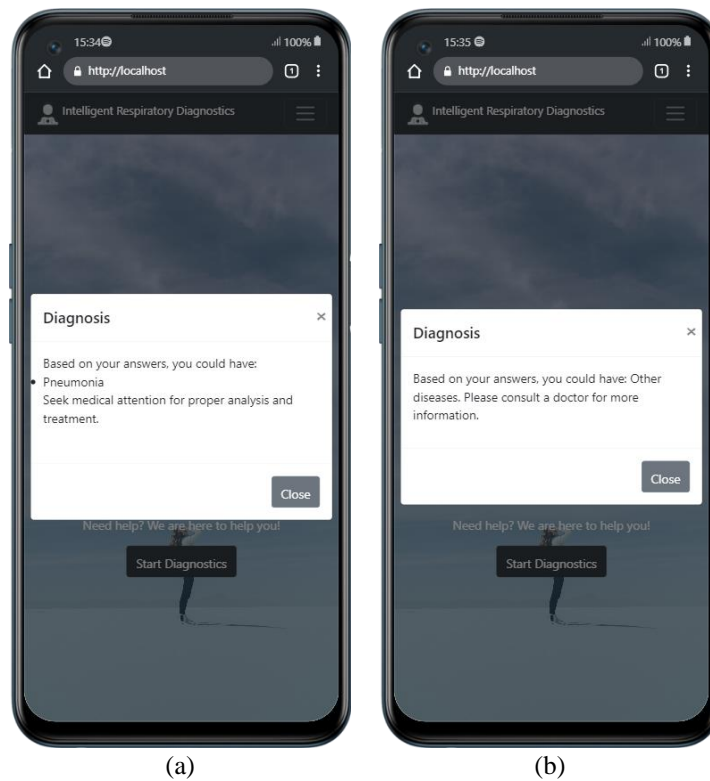 15:34
100%
http://localhost
1
Intelligent Respiratory Diagnostics
Diagnosis
×
Based on your answers, you could have:
• Pneumonia
Seek medical attention for proper analysis and
treatment.
Close
Need help? We are here to help you!
Start Diagnostics
(a)
15:35
100%
http://localhost
1
Intelligent Respiratory Diagnostics
Diagnosis
×
Based on your answers, you could have: Other
diseases. Please consult a doctor for more
information.
Close
Need help? We are here to help you!
Start Diagnostics
(b)